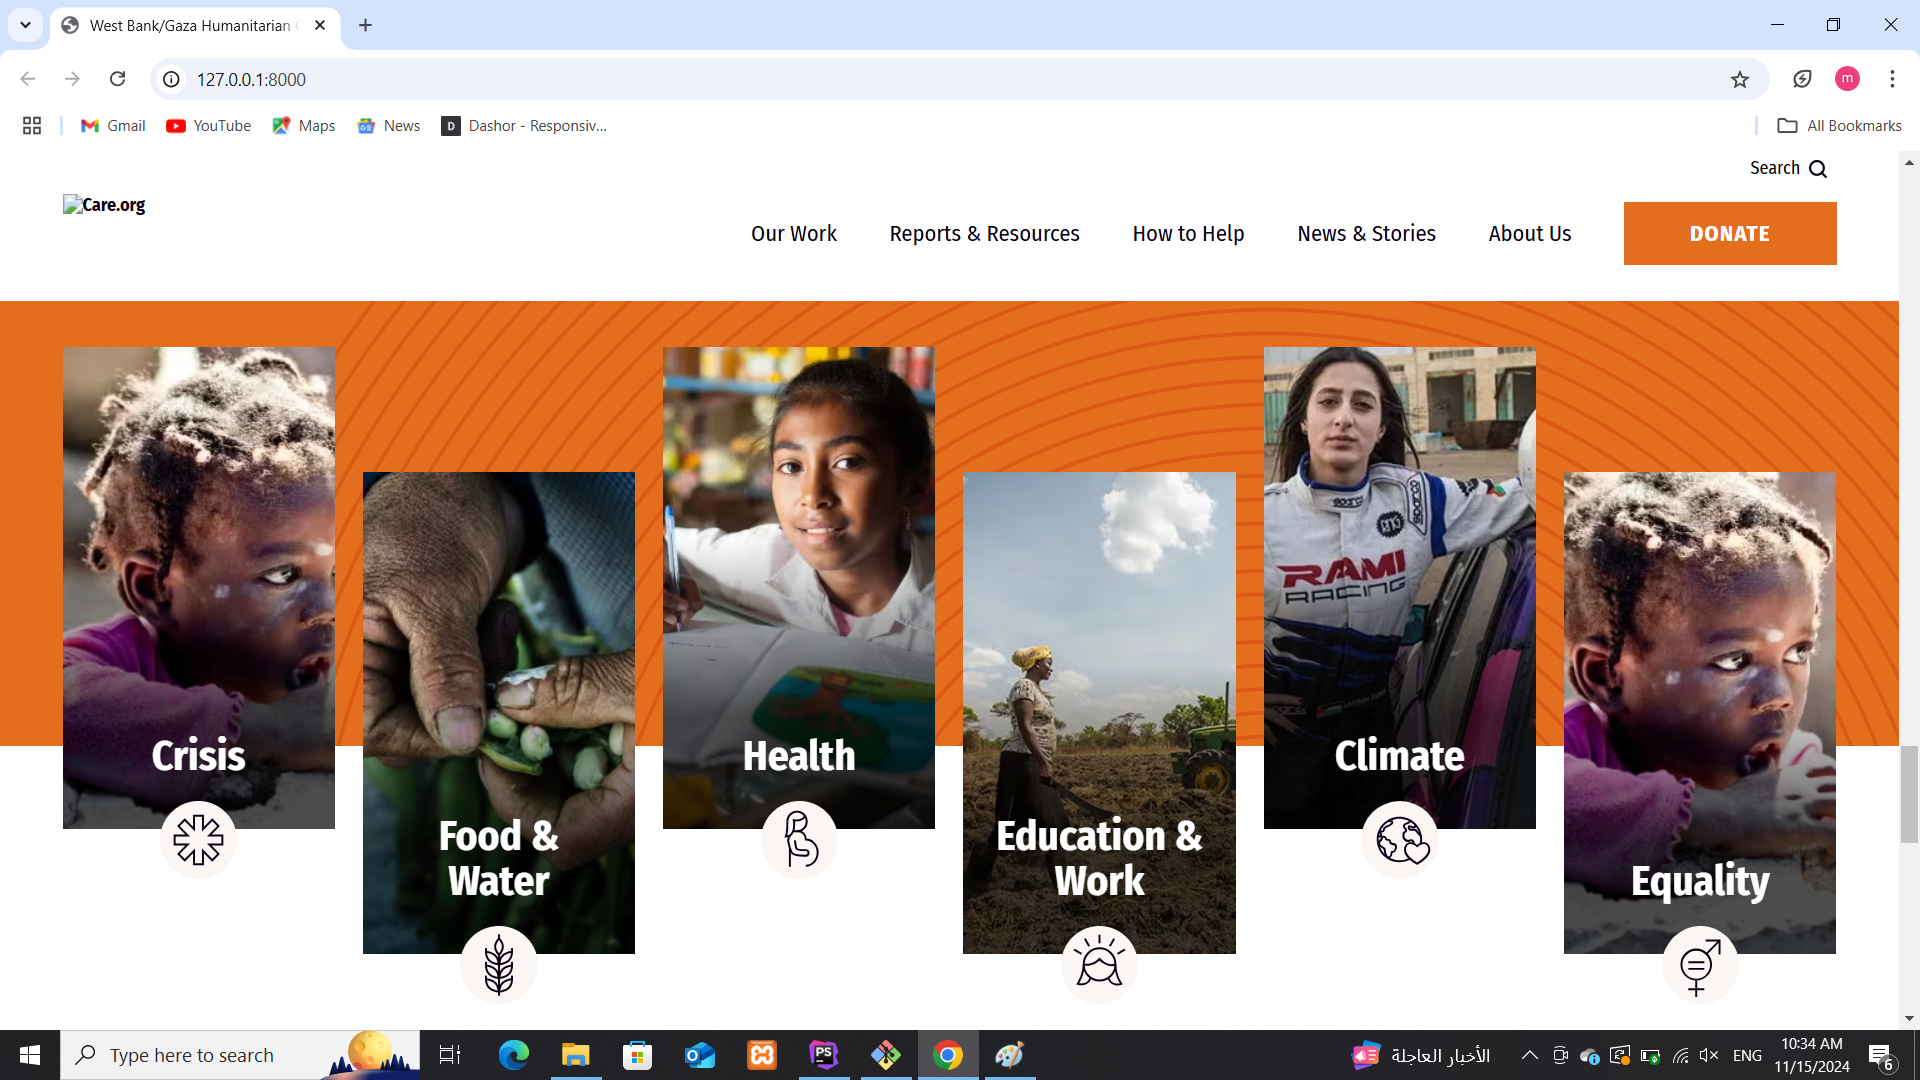 West Bank/Gaza Humanitarian
127.0.0.1:8000
Gmail
YouTube
Maps
News
D
Dashor - Responsiv...
All Bookmarks
m
Search
Care.org
Our Work
Reports & Resources
How to Help
News & Stories
About Us
DONATE
sparco
RAMI
RACING
Crisis
Food &
Water
Health
Education &
Work
Climate
Equality
Type here to search
PS
الأخبار العاجلة
ENG
10:34 AM
11/15/2024
6